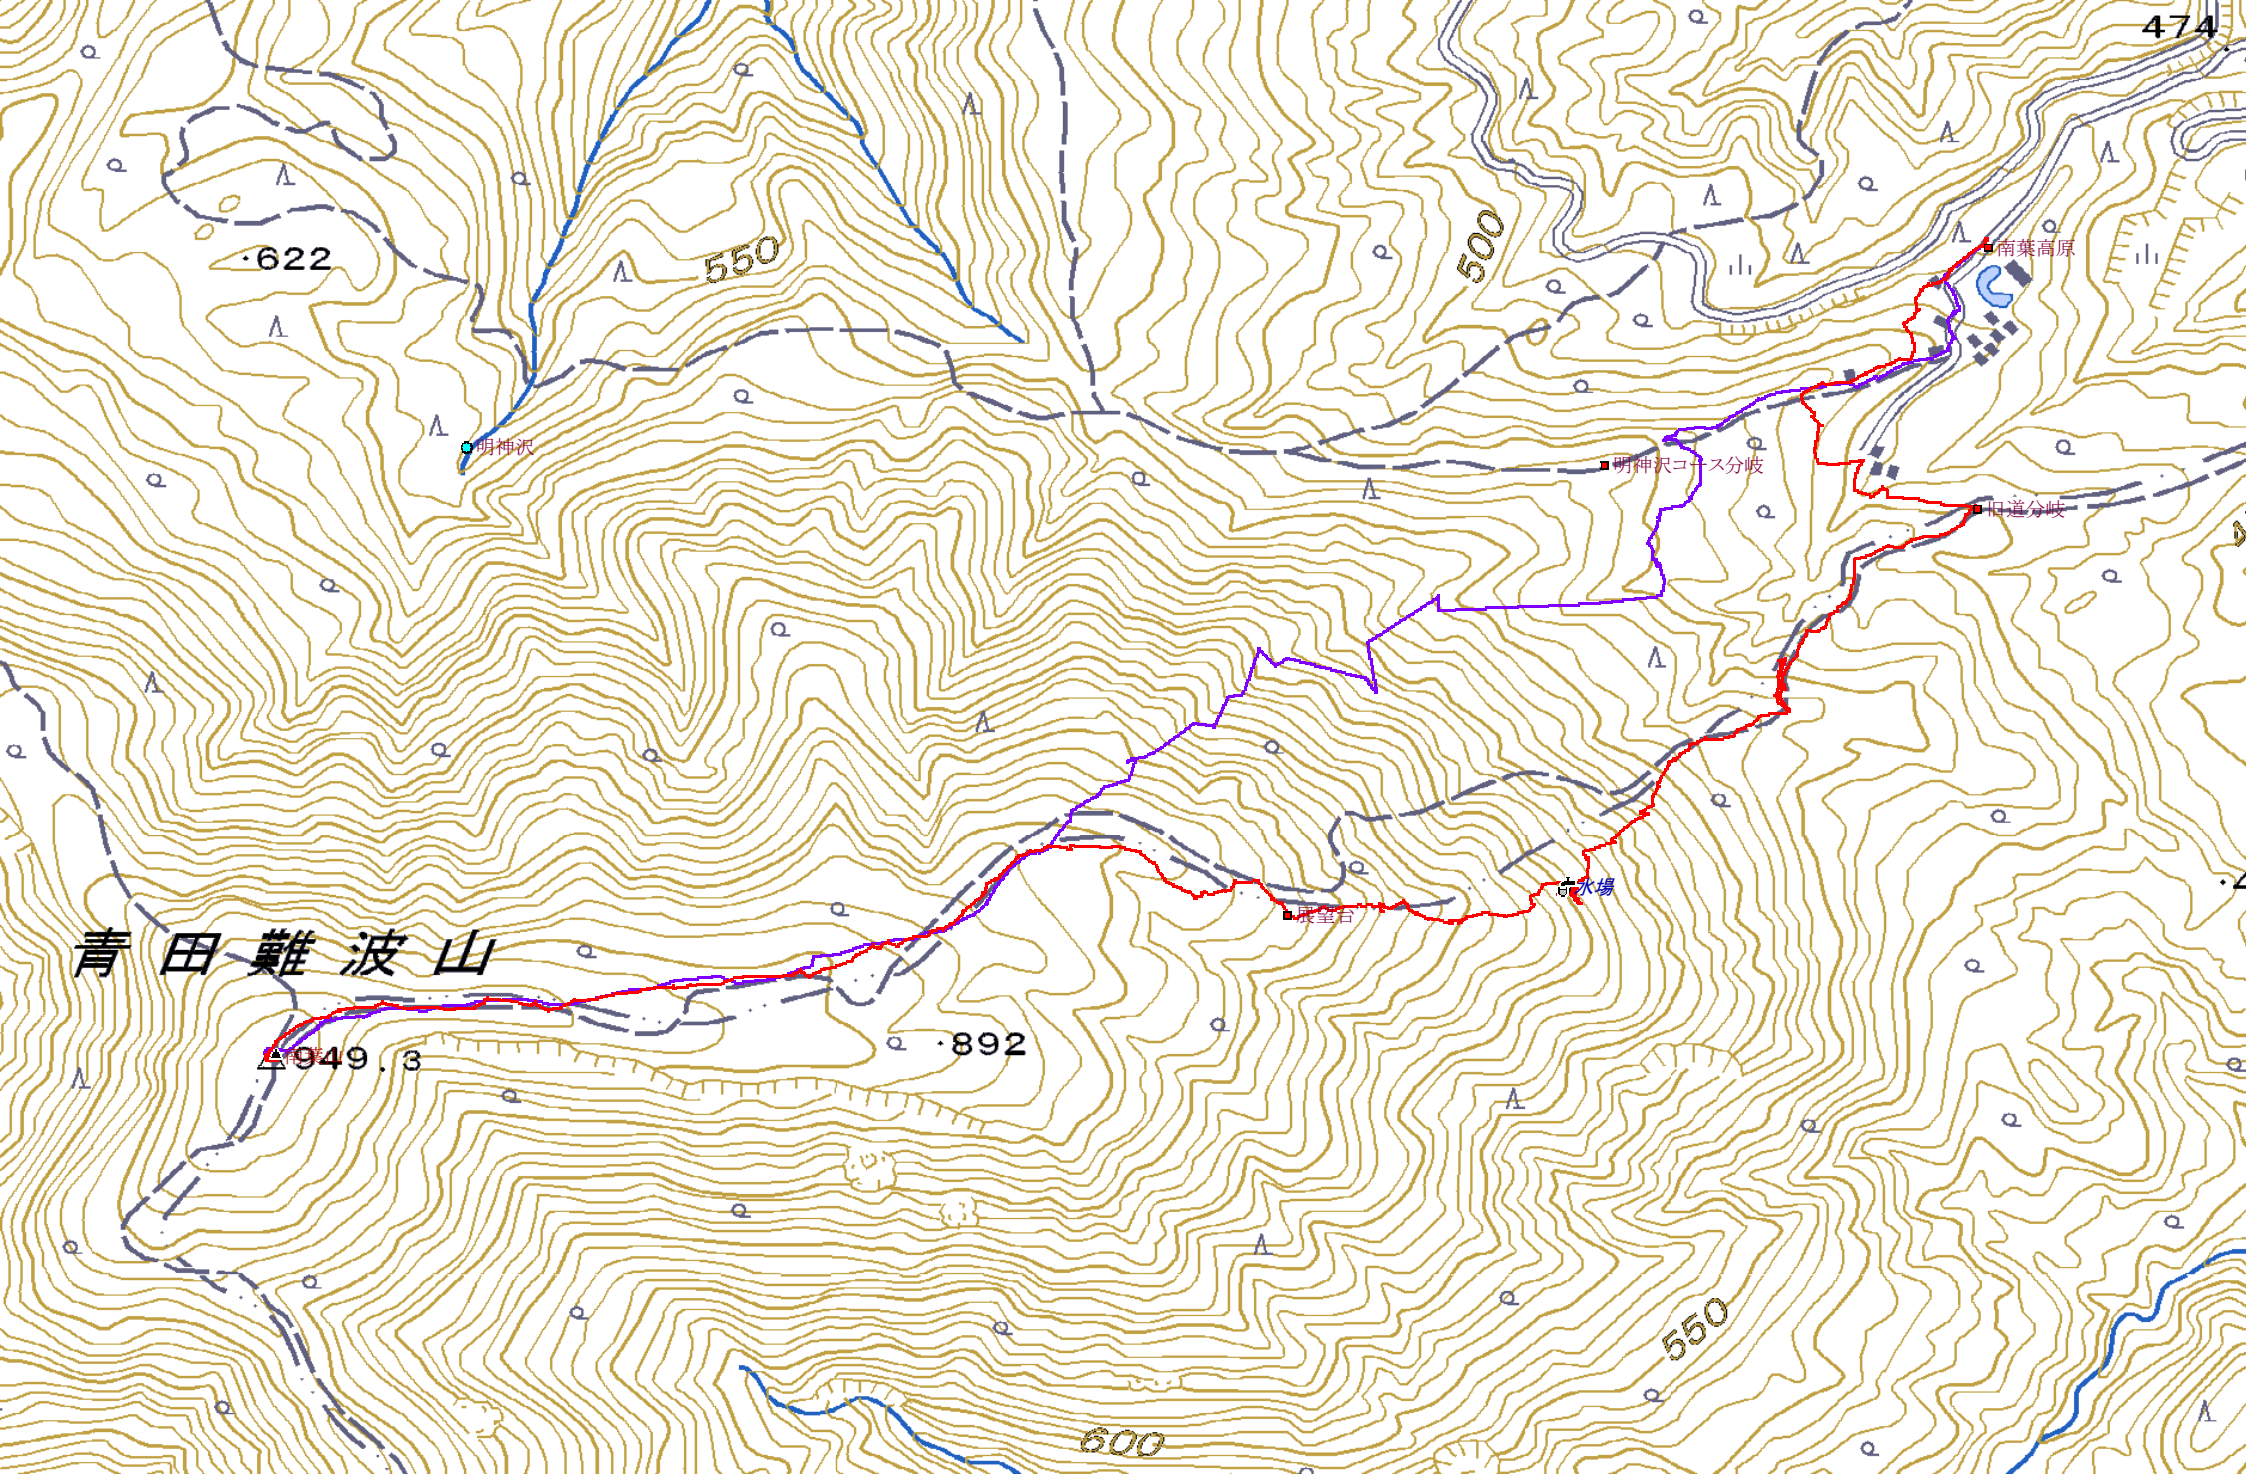 474.
南葉高原
・622
550
500
明神沢
明神沢コース分岐
旧道分岐
水場
展望台
青田難波山
949.3
・892
550
600